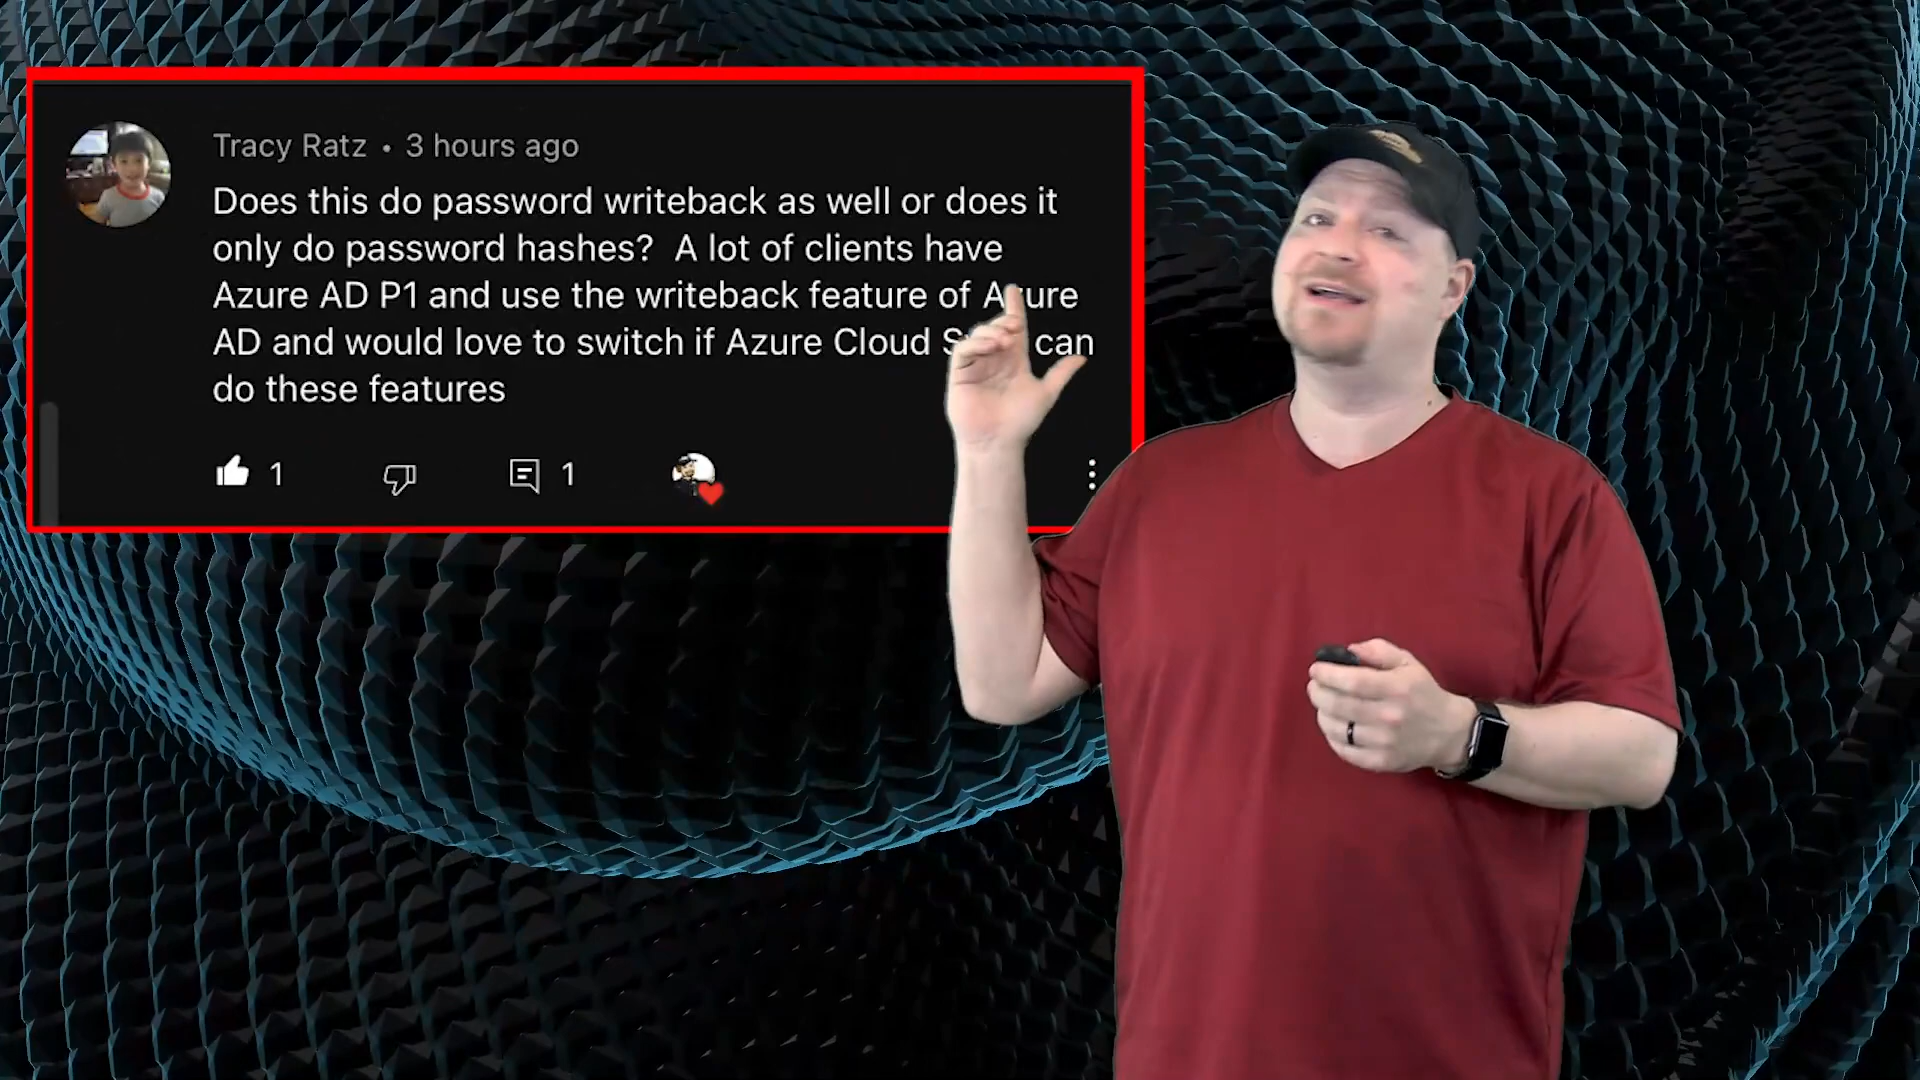 Tracy Ratz • 3 hours ago
Does this do password writeback as well or does it
only do password hashes?  A lot of clients have
Azure AD P1 and use the writeback feature of Azure
AD and would love to switch if Azure Cloud can
do these features
1
1